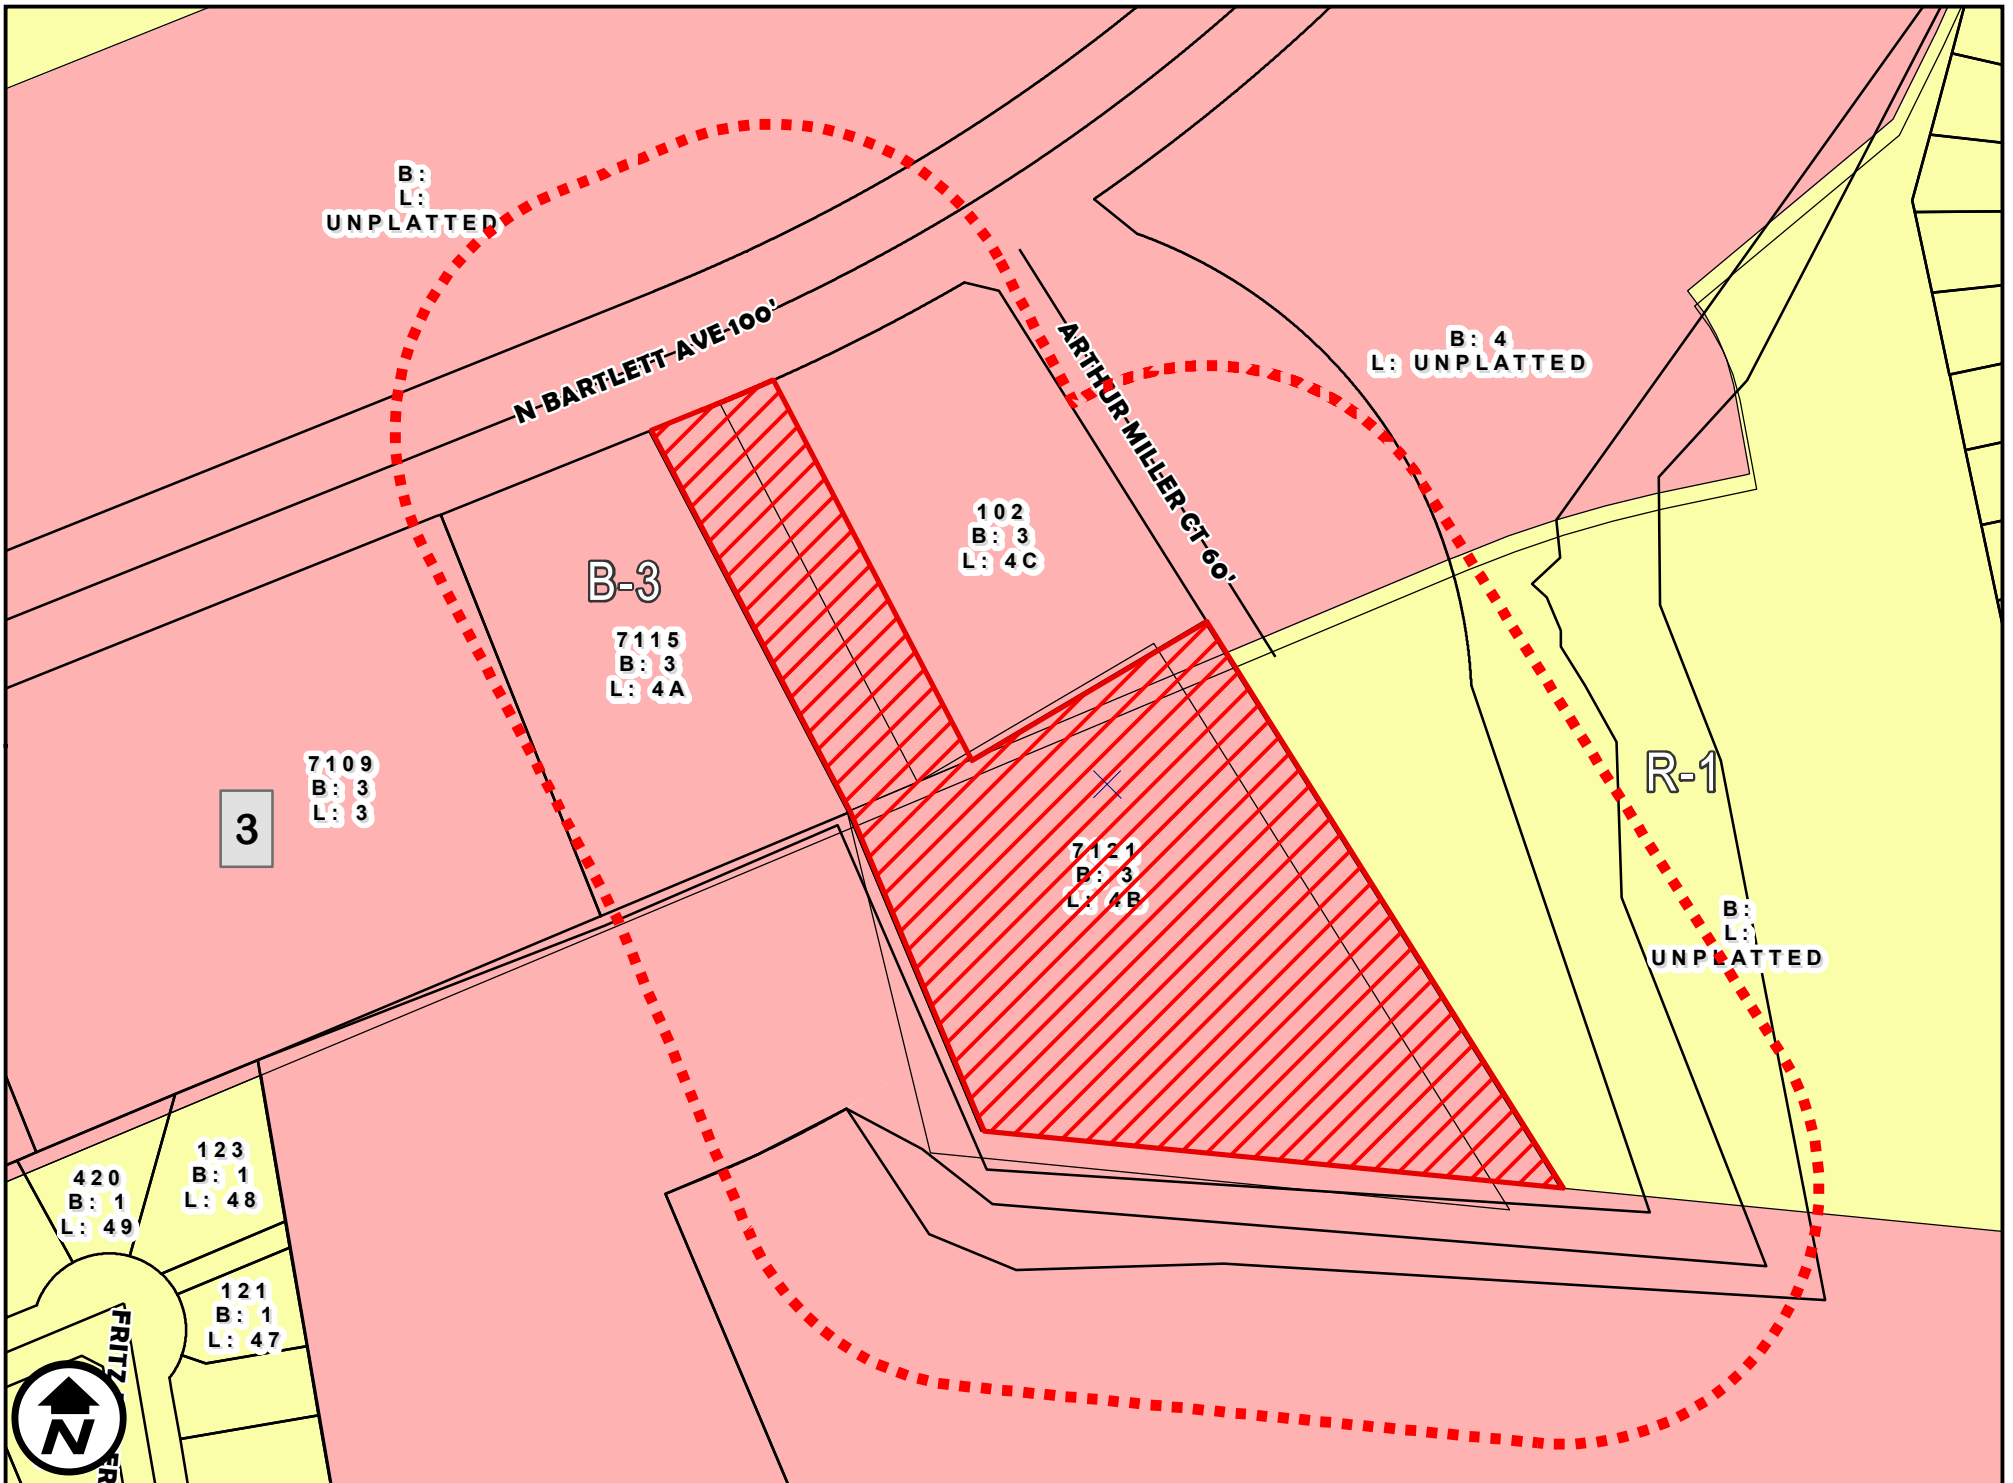 B:
L:
UNPLATTED
N BARTLETT AVE 100'
ARTHUR MILLER CT 60'
B: 4
L: UNPLATTED
102
B: 3
L: 4C
B-3
7115
B: 3
L: 4A
7109
B: 3
L: 3
3
R-1
7121
B: 3
L: 4B
B:
L:
UNPLATTED
123
B: 1
L: 48
420
B: 1
L: 49
121
B: 1
L: 47
FRITZ
N